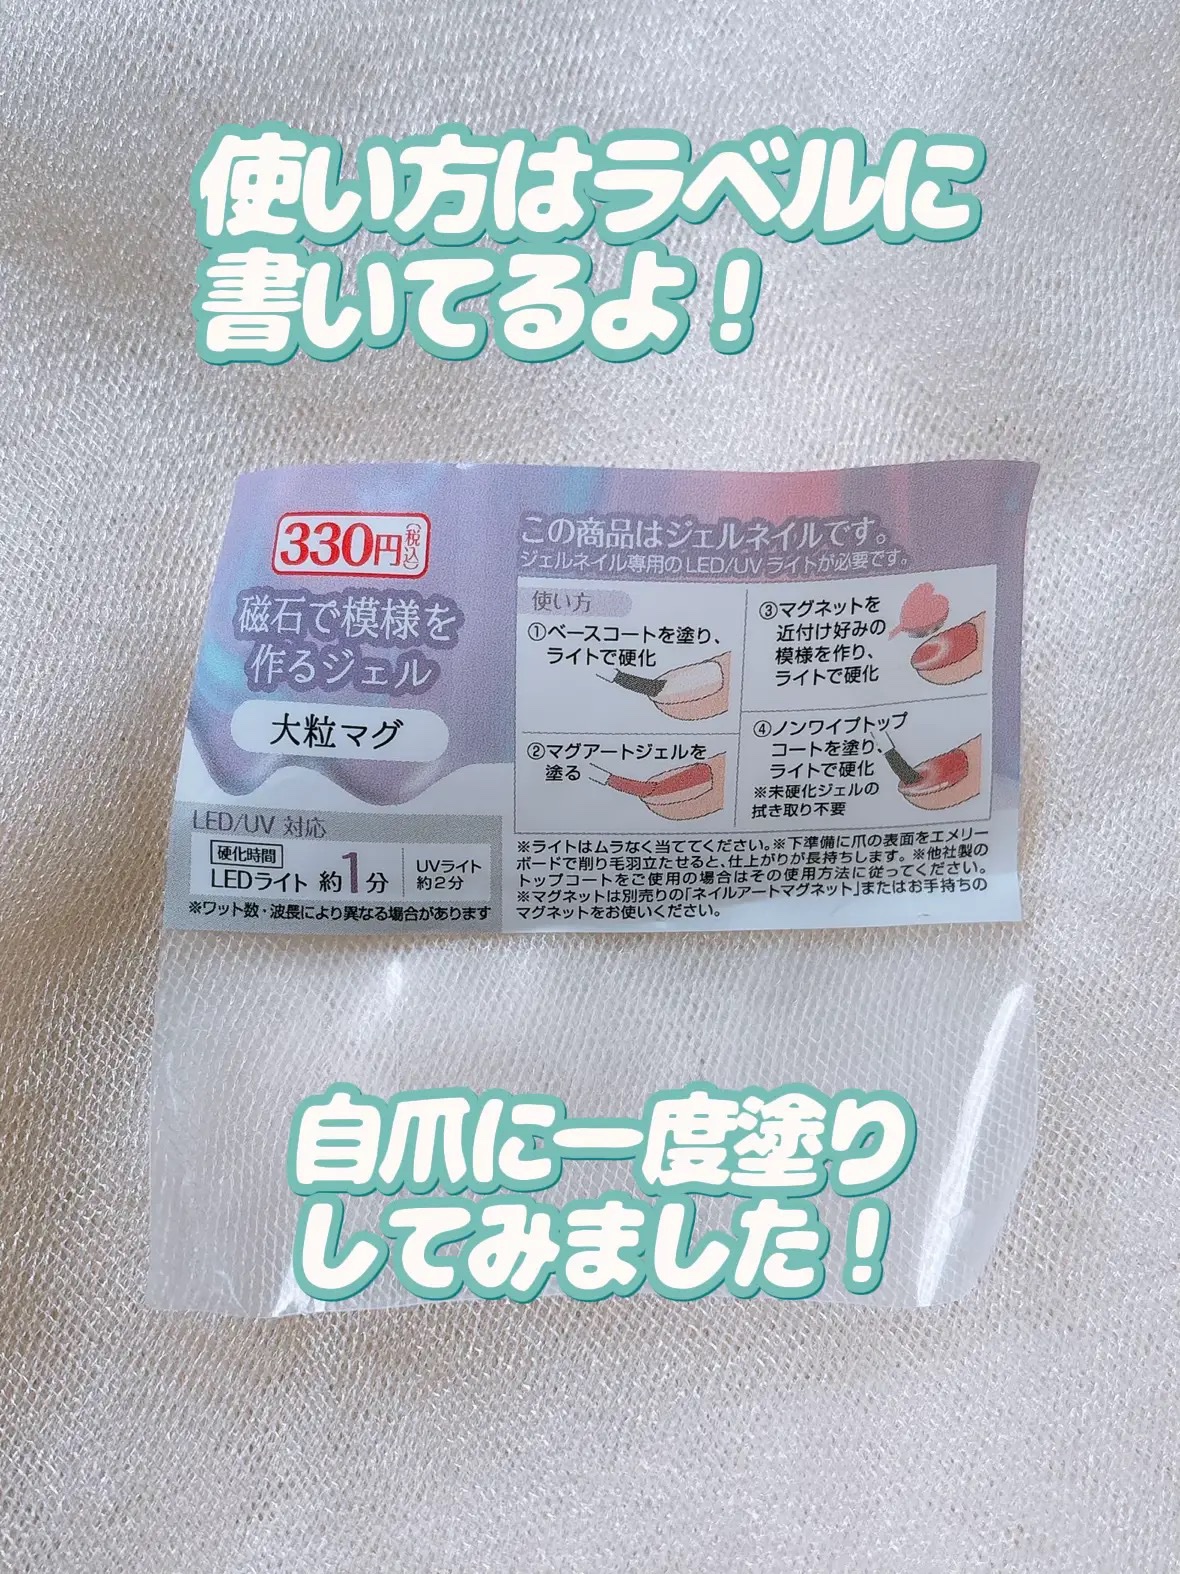 使い方はラベルに
書いてるよ！
330円(税込)
磁石で模様を
作るジェル
大粒マグ
LED/UV 対応
硬化時間
LEDライト 約1分
UVライト
約2分
※ワット数・波長により異なる場合があります
この商品はジェルネイルです。
ジェルネイル専用のLED/UV ライトが必要です。
使い方
①ベースコートを塗り、
ライトで硬化
②マグアートジェルを
塗る
③マグネットを
近付け好みの
模様を作り、
ライトで硬化
④ノンワイプトップ
コートを塗り、
ライトで硬化
※未硬化ジェルの
拭き取り不要
※ライトはムラなく当ててください。※下準備に爪の表面をエメリー
ボードで削り毛羽立たせると、仕上がりが長持ちします。※他社製の
トップコートをご使用の場合はその使用方法に従ってください。
※マグネットは別売りの「ネイルアートマグネット」またはお手持ちの
マグネットをお使いください。
自爪に一度塗り
してみました！